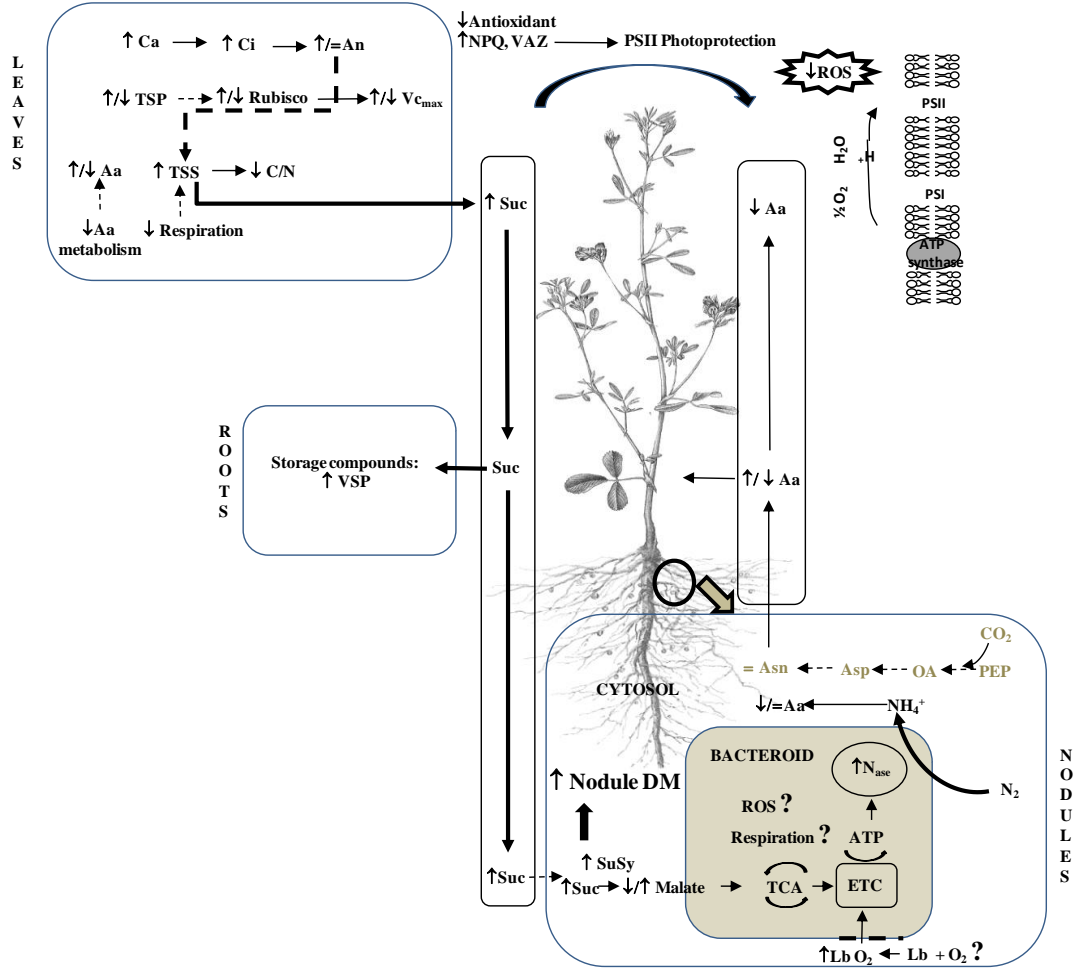 LEAVES
↑ Ca → ↑ Ci → ↑/=An
↑/↓ TSP ⇢ ↑/↓ Rubisco → ↑/↓ Vcmax
↑/↓ Aa
↑ TSS → ↓ C/N
↓Aa
metabolism
↓ Respiration
↓Antioxidant
↑NPQ, VAZ → PSII Photoprotection
↓ROS
PSII
H2O
+H
½ O2
PSI
ATP
synthase
↑ Suc
↓ Aa
ROOTS
Storage compounds:
↑ VSP
Suc
↑/ ↓ Aa
NODULES
CO2
= Asn ⇠ Asp ⇠ OA ⇠ PEP
CYTOSOL
↓/=Aa ← NH4+
BACTEROID
↑Nase
N2
↑ Nodule DM
ROS ?
Respiration ?
ATP
↑ SuSy
↑Suc ⇢ ↑Suc → ↓/↑ Malate → TCA → ETC
↑Lb O2 ← Lb + O2 ?